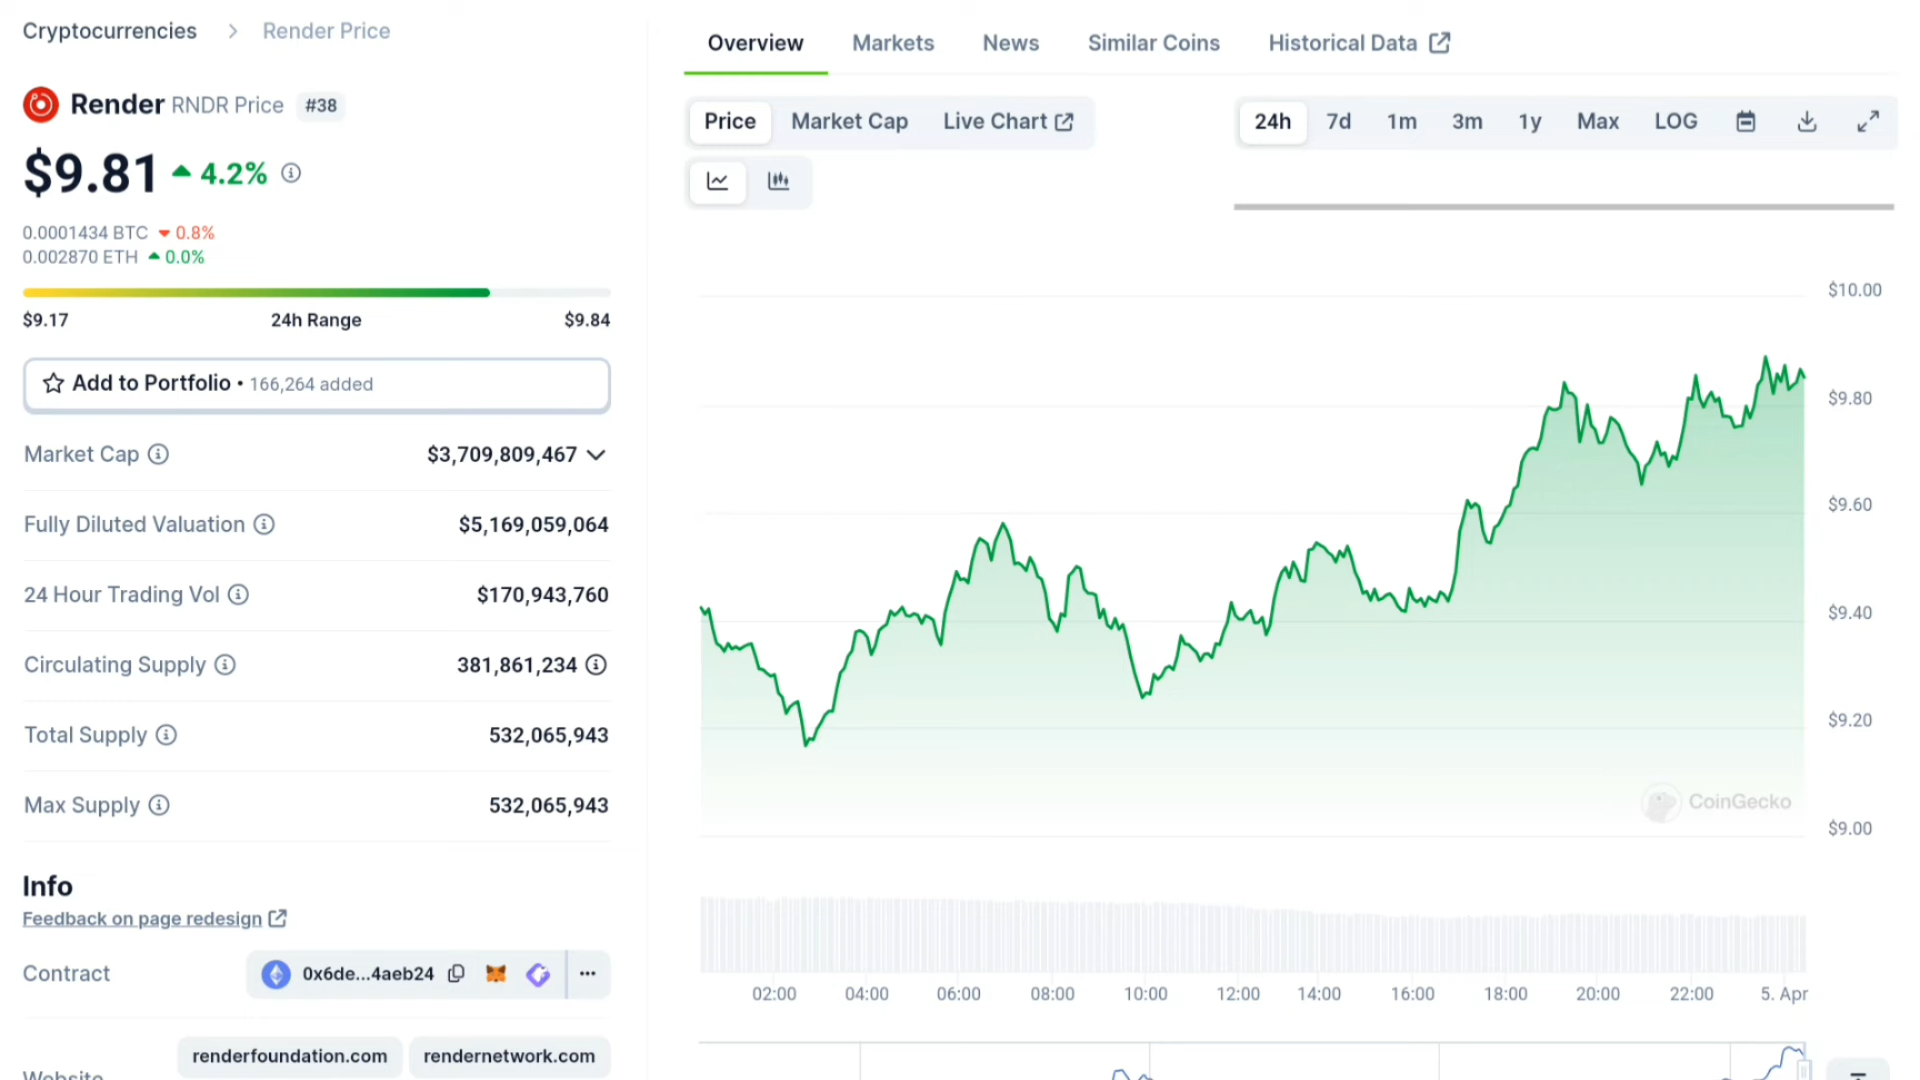 Cryptocurrencies > Render Price
Render RNDR Price #38
$9.81 4.2%
0.0001434 BTC 0.8%
0.002870 ETH 0.0%
$9.17 24h Range $9.84
Add to Portfolio • 166,264 added
Market Cap $3,709,809,467
Fully Diluted Valuation $5,169,059,064
24 Hour Trading Vol $170,943,760
Circulating Supply 381,861,234
Total Supply 532,065,943
Max Supply 532,065,943
Info
Feedback on page redesign
Contract 0x6de...4aeb24
Website renderfoundation.com rendernetwork.com
Overview Markets News Similar Coins Historical Data
Price Market Cap Live Chart
24h 7d 1m 3m 1y Max LOG
$10.00
$9.80
$9.60
$9.40
$9.20
$9.00
CoinGecko
02:00 04:00 06:00 08:00 10:00 12:00 14:00 16:00 18:00 20:00 22:00 5. Apr